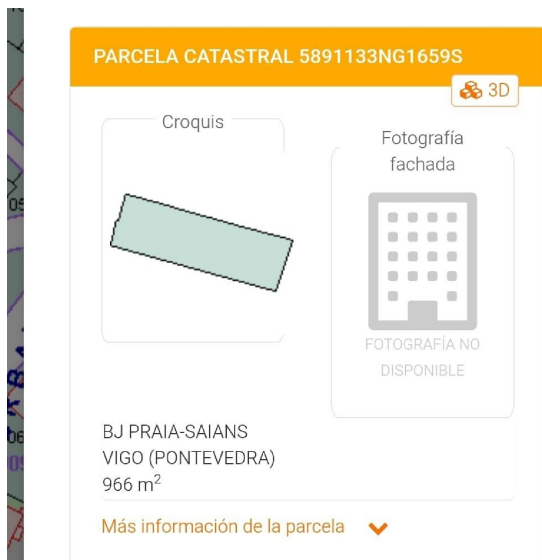 PARCELA CATASTRAL 5891133NG1659S
3D
Croquis
Fotografía
fachada
FOTOGRAFÍA NO
DISPONIBLE
BJ PRAIA-SAIANS
VIGO (PONTEVEDRA)
966 m²
Más información de la parcela